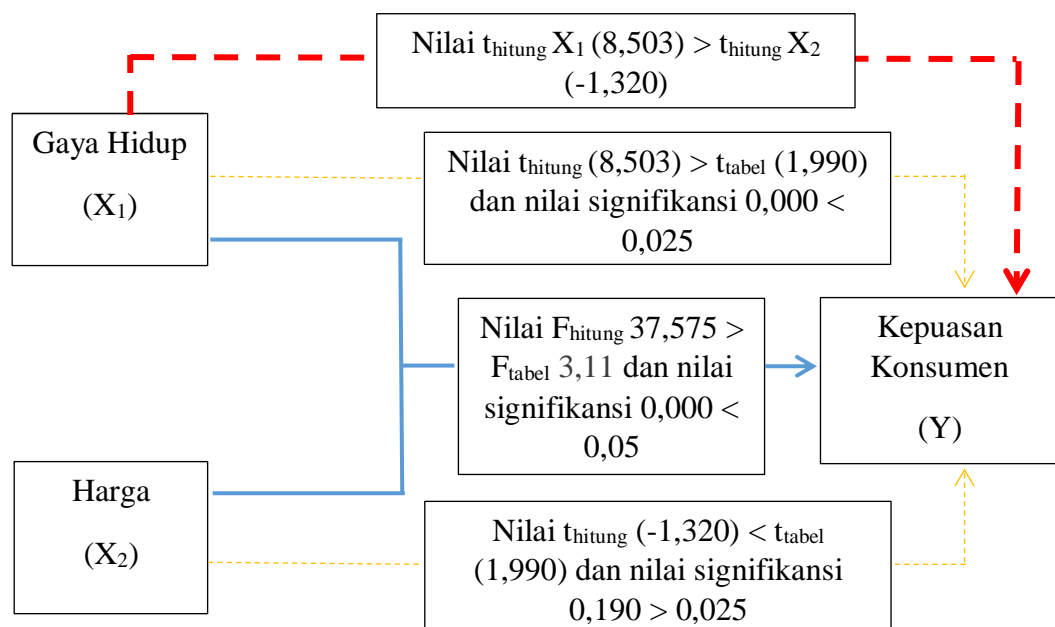 Nilai thitung X1 (8,503) > thitung X2
(-1,320)
Gaya Hidup
(X1)
Nilai thitung (8,503) > ttabel (1,990)
dan nilai signifikansi 0,000 <
0,025
Nilai Fhitung 37,575 >
Ftabel 3,11 dan nilai
signifikansi 0,000 <
0,05
Kepuasan
Konsumen
(Y)
Harga
(X2)
Nilai thitung (-1,320) < ttabel
(1,990) dan nilai signifikansi
0,190 > 0,025